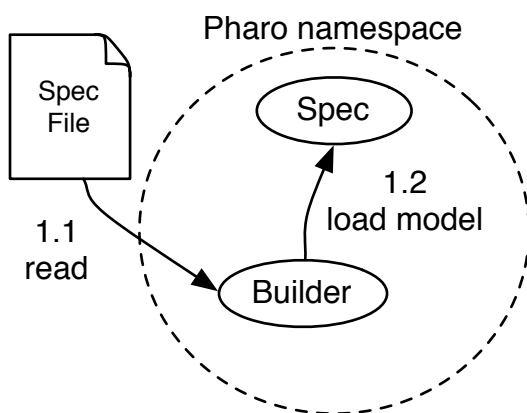 Pharo namespace
Spec
File
Spec
1.2
load model
1.1
read
Builder